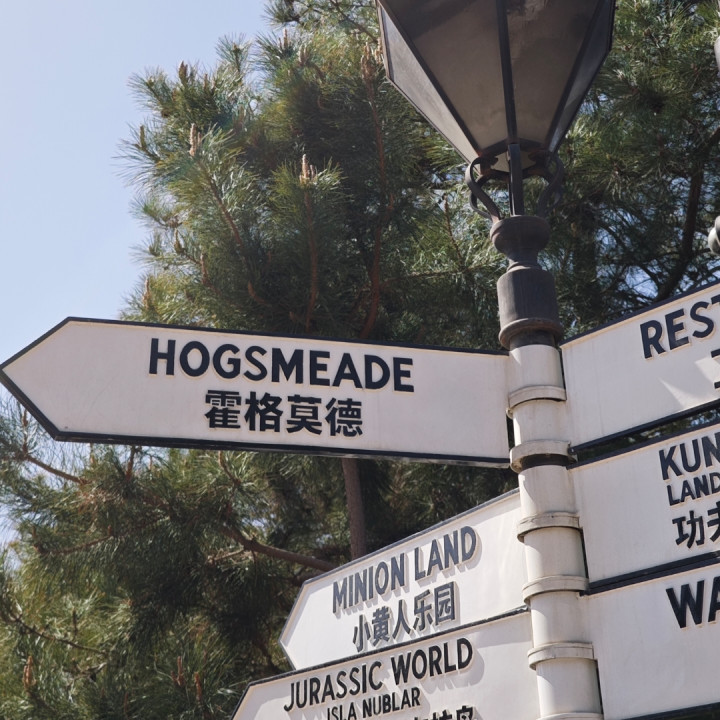 HOGSMEADE
霍格莫德
MINION LAND
小黄人乐园
JURASSIC WORLD
ISLA NUBLAR
REST
KUN
LAND
功夫
WA